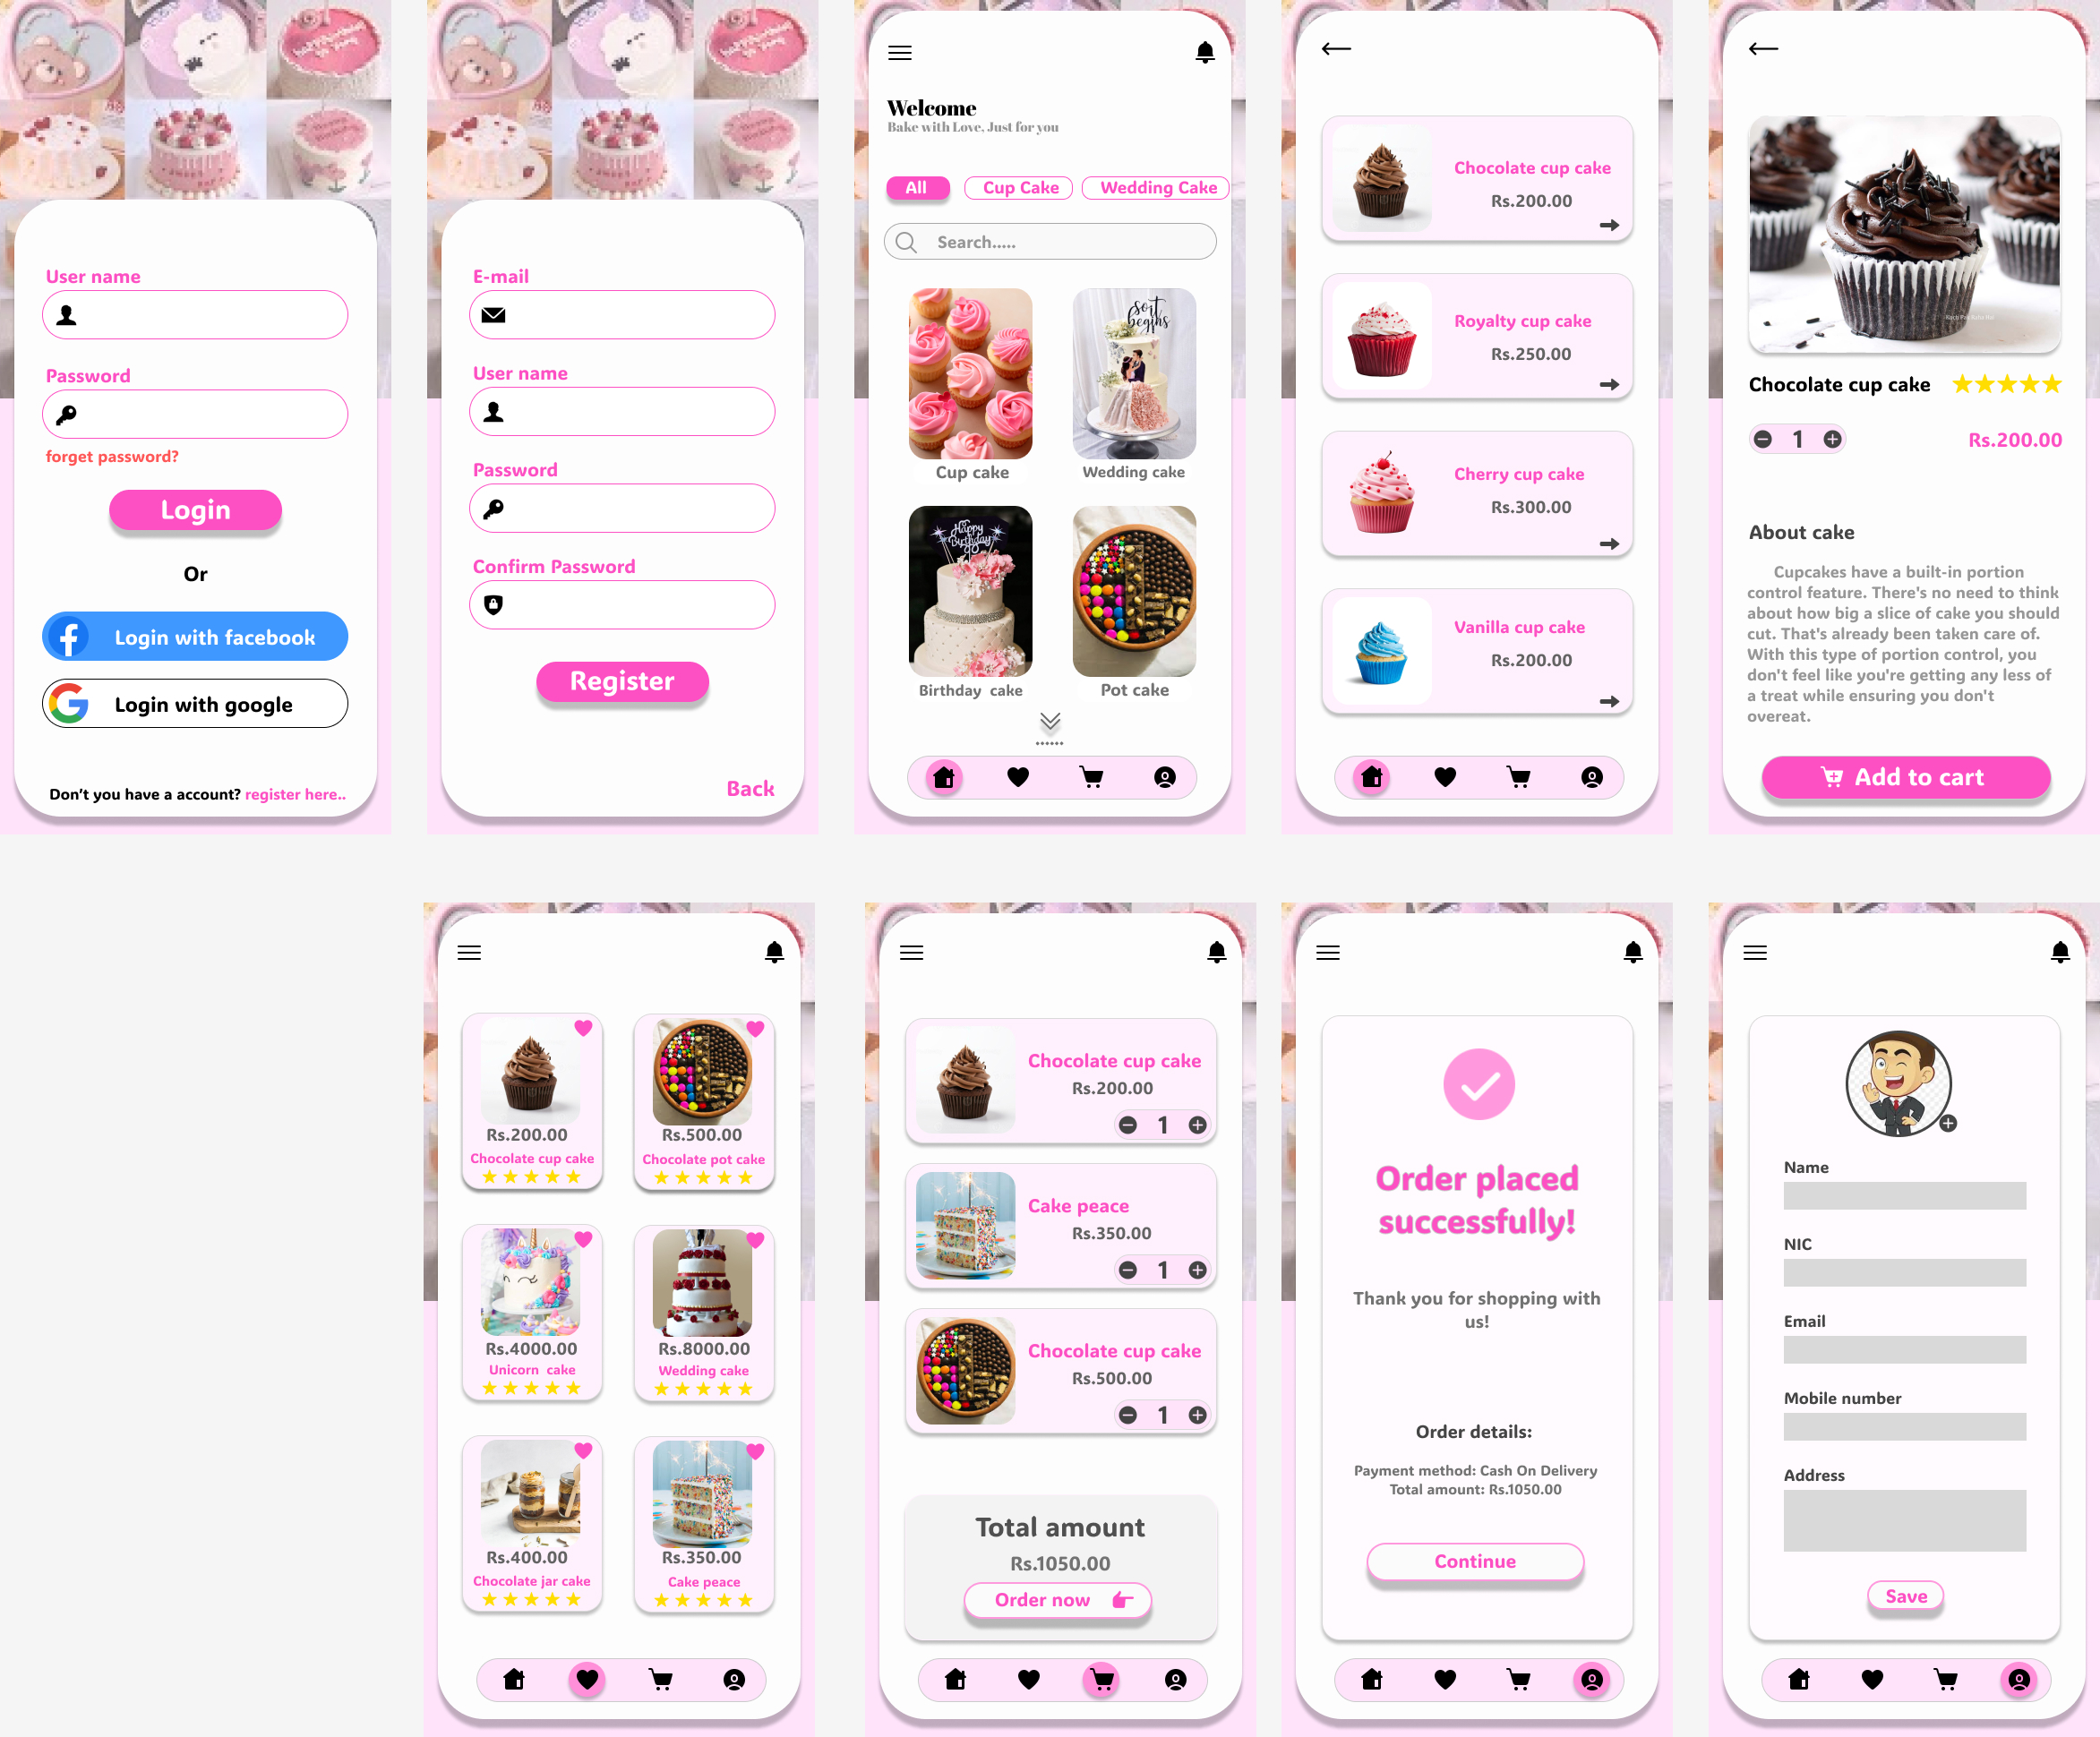 User name
Password
forget password?
Login
Or
Login with facebook
Login with google
Don't you have a account? register here..
E-mail
User name
Password
Confirm Password
Register
Back
Welcome
Bake with Love, Just for you
All
Cup Cake
Wedding Cake
Search.....
sort
begins
Cup cake
Wedding cake
Happy
Birthday
Birthday cake
Pot cake
Chocolate cup cake
Rs.200.00
Royalty cup cake
Rs.250.00
Cherry cup cake
Rs.300.00
Vanilla cup cake
Rs.200.00
Chocolate cup cake
1
Rs.200.00
About cake
Cupcakes have a built-in portion
control feature. There's no need to think
about how big a slice of cake you should
cut. That's already been taken care of.
With this type of portion control, you
don't feel like you're getting any less of
a treat while ensuring you don't
overeat.
Add to cart
Rs.200.00
Chocolate cup cake
Rs.500.00
Chocolate pot cake
Rs.4000.00
Unicorn cake
Rs.8000.00
Wedding cake
Rs.400.00
Chocolate jar cake
Rs.350.00
Cake peace
Chocolate cup cake
Rs.200.00
1
Cake peace
Rs.350.00
1
Chocolate cup cake
Rs.500.00
1
Total amount
Rs.1050.00
Order now
Order placed
successfully!
Thank you for shopping with
us!
Order details:
Payment method: Cash On Delivery
Total amount: Rs.1050.00
Continue
Name
NIC
Email
Mobile number
Address
Save